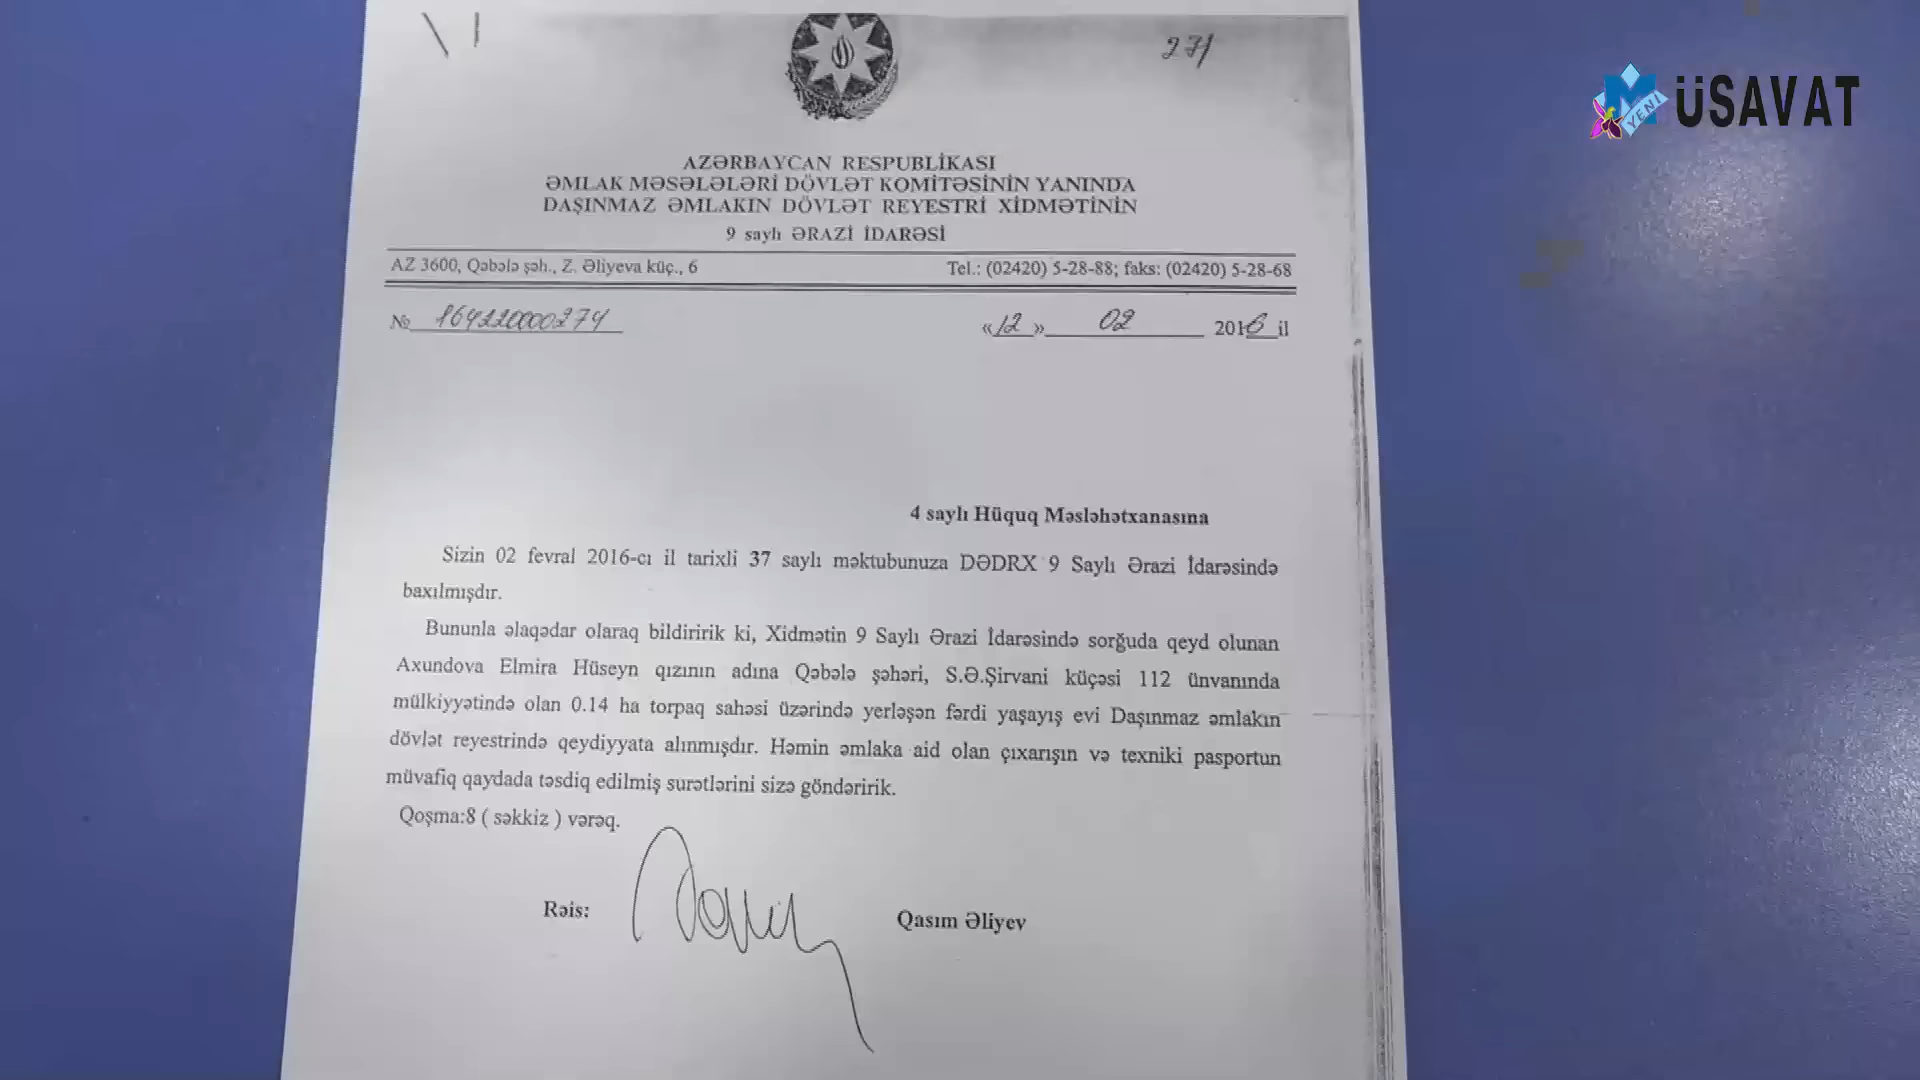 271
YENİ MÜSAVAT
AZƏRBAYCAN RESPUBLİKASI
ƏMLAK MƏSƏLƏLƏRİ DÖVLƏT KOMİTƏSİNİN YANINDA
DAŞINMAZ ƏMLAKIN DÖVLƏT REYESTRİ XİDMƏTİNİN
9 saylı ƏRAZİ İDARƏSİ
AZ 3600, Qəbələ şəh., Z. Əliyeva küç., 6 Tel.: (02420) 5-28-88; faks: (02420) 5-28-68
№ 164220000274 «12» 02 2016 il
4 saylı Hüquq Məsləhətxanasına
Sizin 02 fevral 2016-cı il tarixli 37 saylı məktubunuza DƏDRX 9 Saylı Ərazi İdarəsində
baxılmışdır.
Bununla əlaqədar olaraq bildiririk ki, Xidmətin 9 Saylı Ərazi İdarəsində sorğuda qeyd olunan
Axundova Elmira Hüseyn qızının adına Qəbələ şəhəri, S.Ə.Şirvani küçəsi 112 ünvanında
mülkiyyətində olan 0.14 ha torpaq sahəsi üzərində yerləşən fərdi yaşayış evi Daşınmaz əmlakın
dövlət reyestrində qeydiyyata alınmışdır. Həmin əmlaka aid olan çıxarışın və texniki pasportun
müvafiq qaydada təsdiq edilmiş surətlərini sizə göndəririk.
Qoşma:8 ( səkkiz ) vərəq.
Rəis: Qasım Əliyev